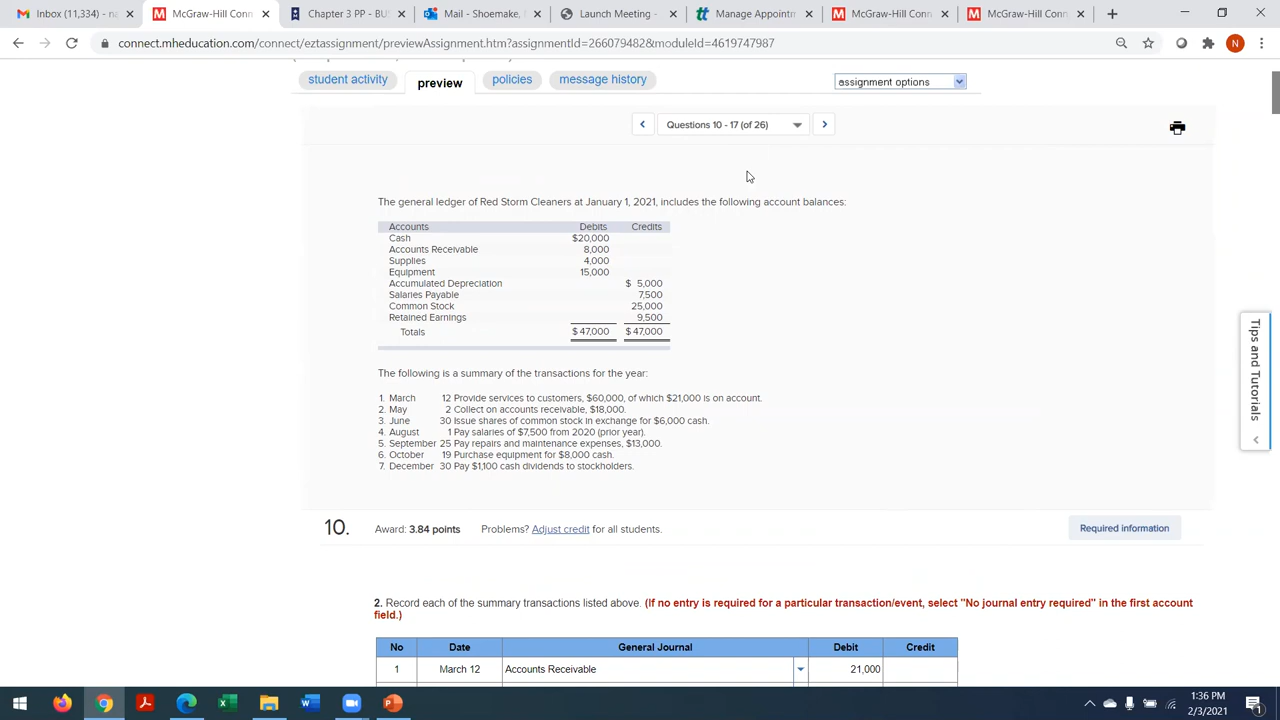 Inbox (11,334) - na
McGraw-Hill Connect
Chapter 3 PP - BUS
Mail - Shoemake,
Launch Meeting -
Manage Appointm
McGraw-Hill Conn
McGraw-Hill Conn
connect.mheducation.com/connect/eztassignment/previewAssignment.htm?assignmentId=266079482&moduleId=4619747987
N
student activity
preview
policies
message history
assignment options
Questions 10 - 17 (of 26)
The general ledger of Red Storm Cleaners at January 1, 2021, includes the following account balances:
Accounts Debits Credits
Cash $20,000
Accounts Receivable 8,000
Supplies 4,000
Equipment 15,000
Accumulated Depreciation $ 5,000
Salaries Payable 7,500
Common Stock 25,000
Retained Earnings 9,500
Totals $ 47,000 $ 47,000
The following is a summary of the transactions for the year:
1. March 12 Provide services to customers, $60,000, of which $21,000 is on account.
2. May 2 Collect on accounts receivable, $18,000.
3. June 30 Issue shares of common stock in exchange for $6,000 cash.
4. August 1 Pay salaries of $7,500 from 2020 (prior year).
5. September 25 Pay repairs and maintenance expenses, $13,000.
6. October 19 Purchase equipment for $8,000 cash.
7. December 30 Pay $1,100 cash dividends to stockholders.
Tips and Tutorials
10. Award: 3.84 points Problems? Adjust credit for all students.
Required information
2. Record each of the summary transactions listed above. (If no entry is required for a particular transaction/event, select "No journal entry required" in the first account
field.)
No Date General Journal Debit Credit
1 March 12 Accounts Receivable 21,000
1:36 PM
2/3/2021